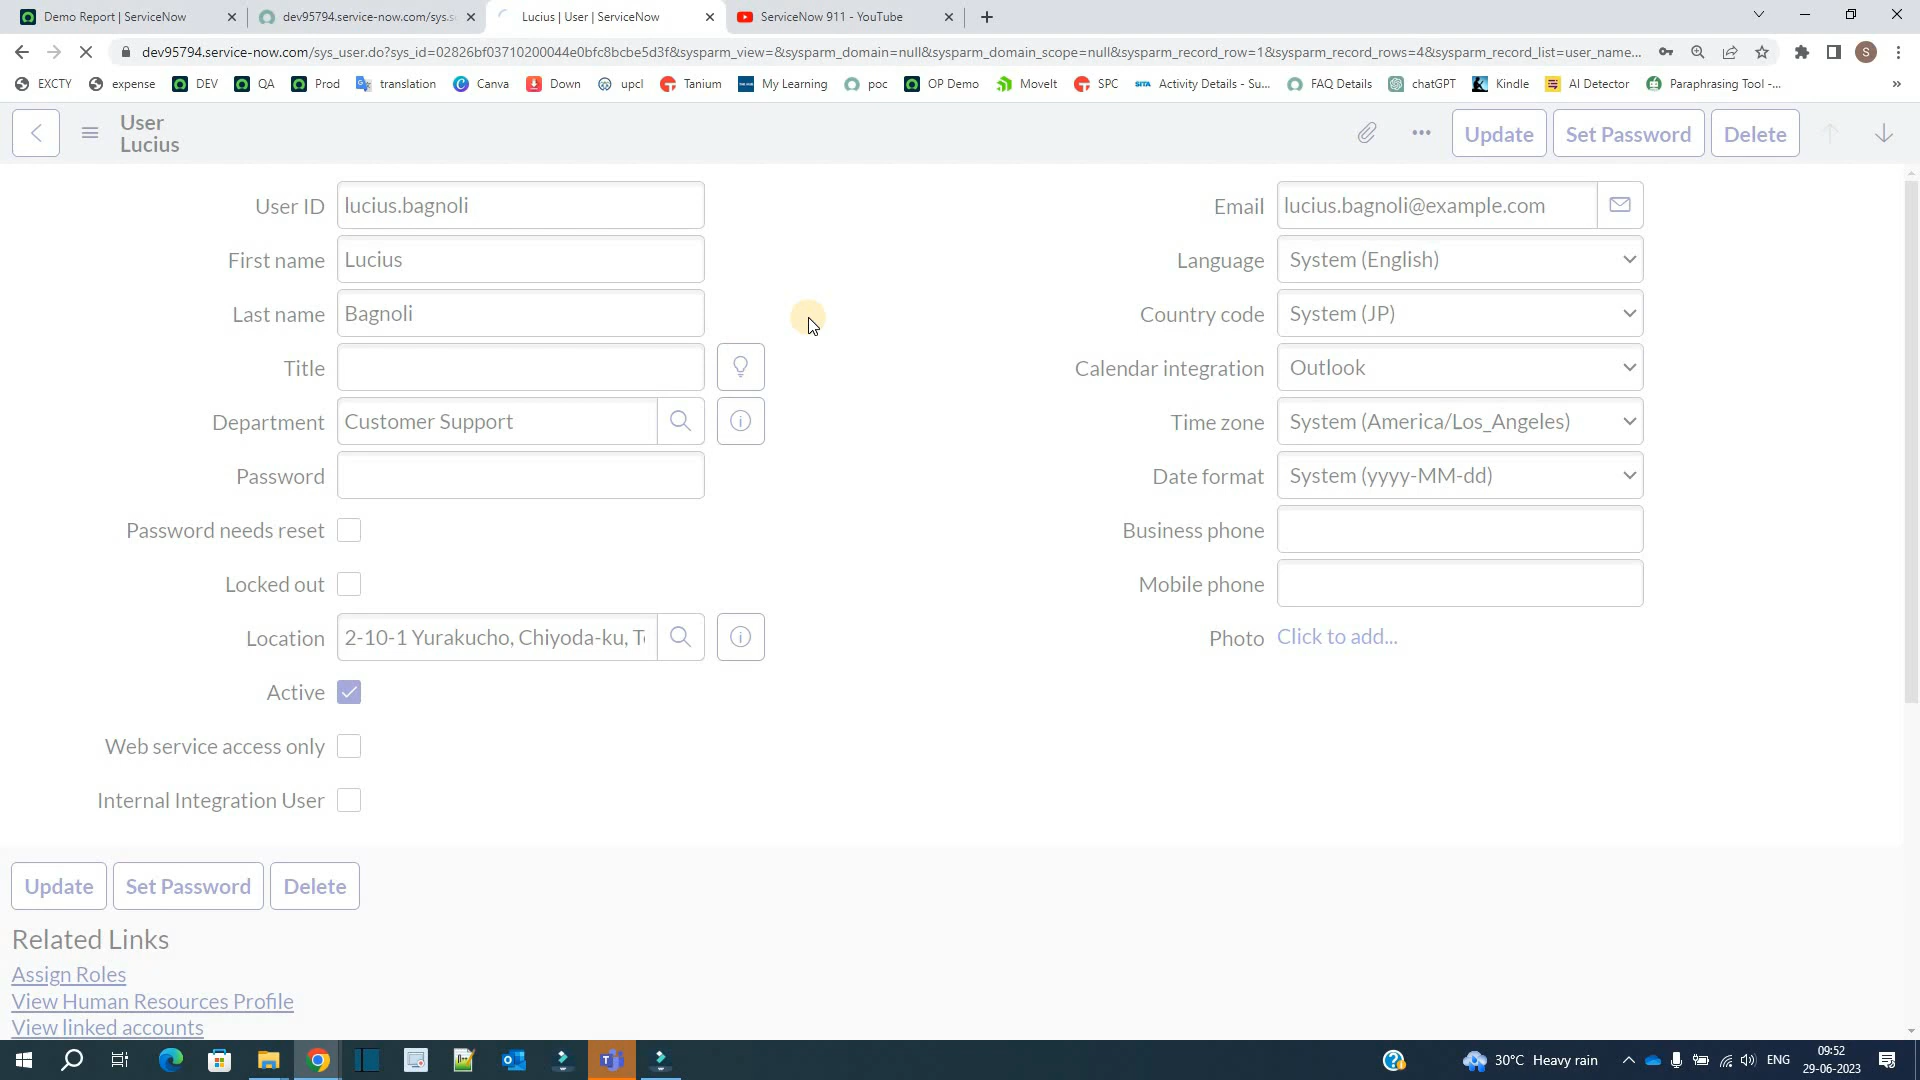 Demo Report | ServiceNow
dev95794.service-now.com/sys.s
Lucius | User | ServiceNow
ServiceNow 911 - YouTube
dev95794.service-now.com/sys_user.do?sys_id=02826bf03710200044e0bfc8bcbe5d3f&sysparm_view=&sysparm_domain=null&sysparm_domain_scope=null&sysparm_record_row=1&sysparm_record_rows=4&sysparm_record_list=user_name...
S
EXCTY expense DEV QA Prod translation Canva Down upcl Tanium My Learning poc OP Demo MoveIt SPC Activity Details - Su... FAQ Details chatGPT Kindle AI Detector Paraphrasing Tool -...
User
Lucius
Update Set Password Delete
User ID lucius.bagnoli
First name Lucius
Last name Bagnoli
Title
Department Customer Support
Password
Password needs reset
Locked out
Location 2-10-1 Yurakucho, Chiyoda-ku, T
Active
Web service access only
Internal Integration User
Email lucius.bagnoli@example.com
Language System (English)
Country code System (JP)
Calendar integration Outlook
Time zone System (America/Los_Angeles)
Date format System (yyyy-MM-dd)
Business phone
Mobile phone
Photo Click to add...
Update Set Password Delete
Related Links
Assign Roles
View Human Resources Profile
View linked accounts
30°C Heavy rain
ENG
09:52
29-06-2023